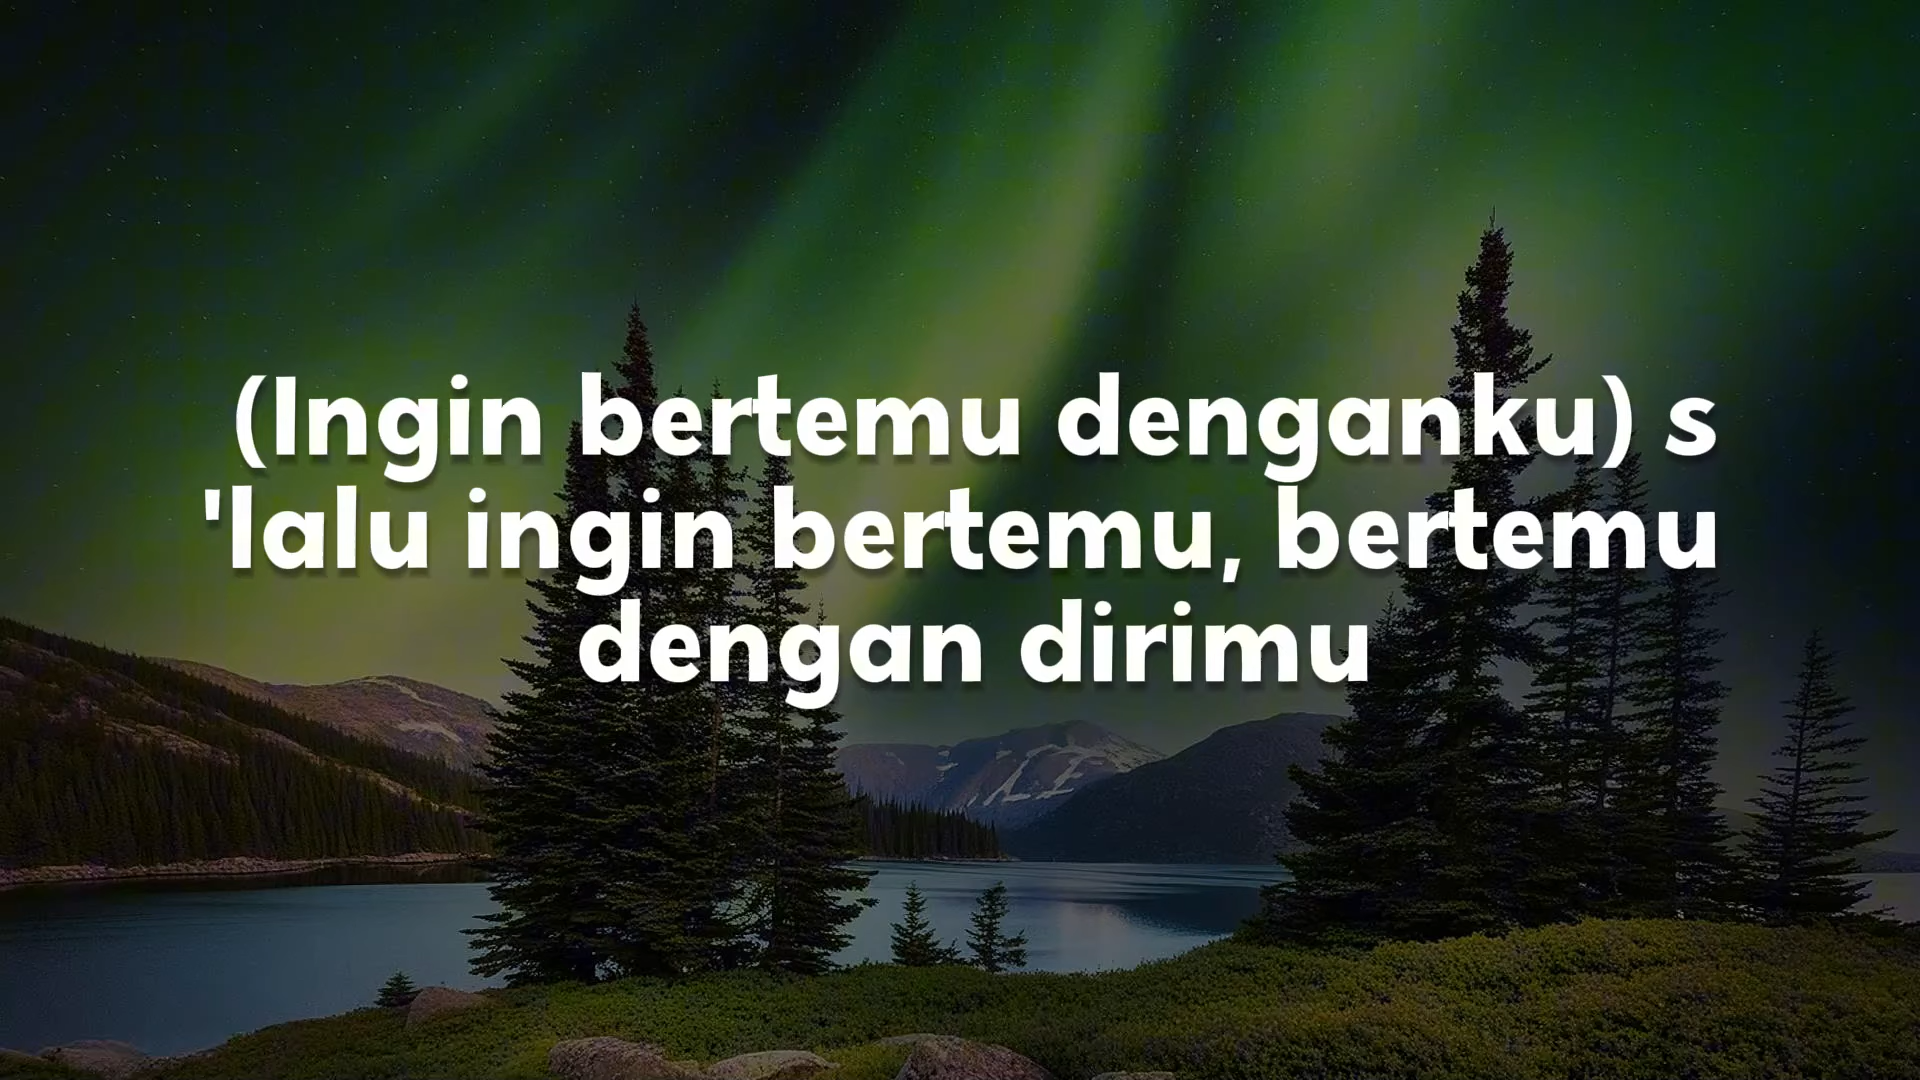 (Ingin bertemu denganku) s
'lalu ingin bertemu, bertemu
dengan dirimu